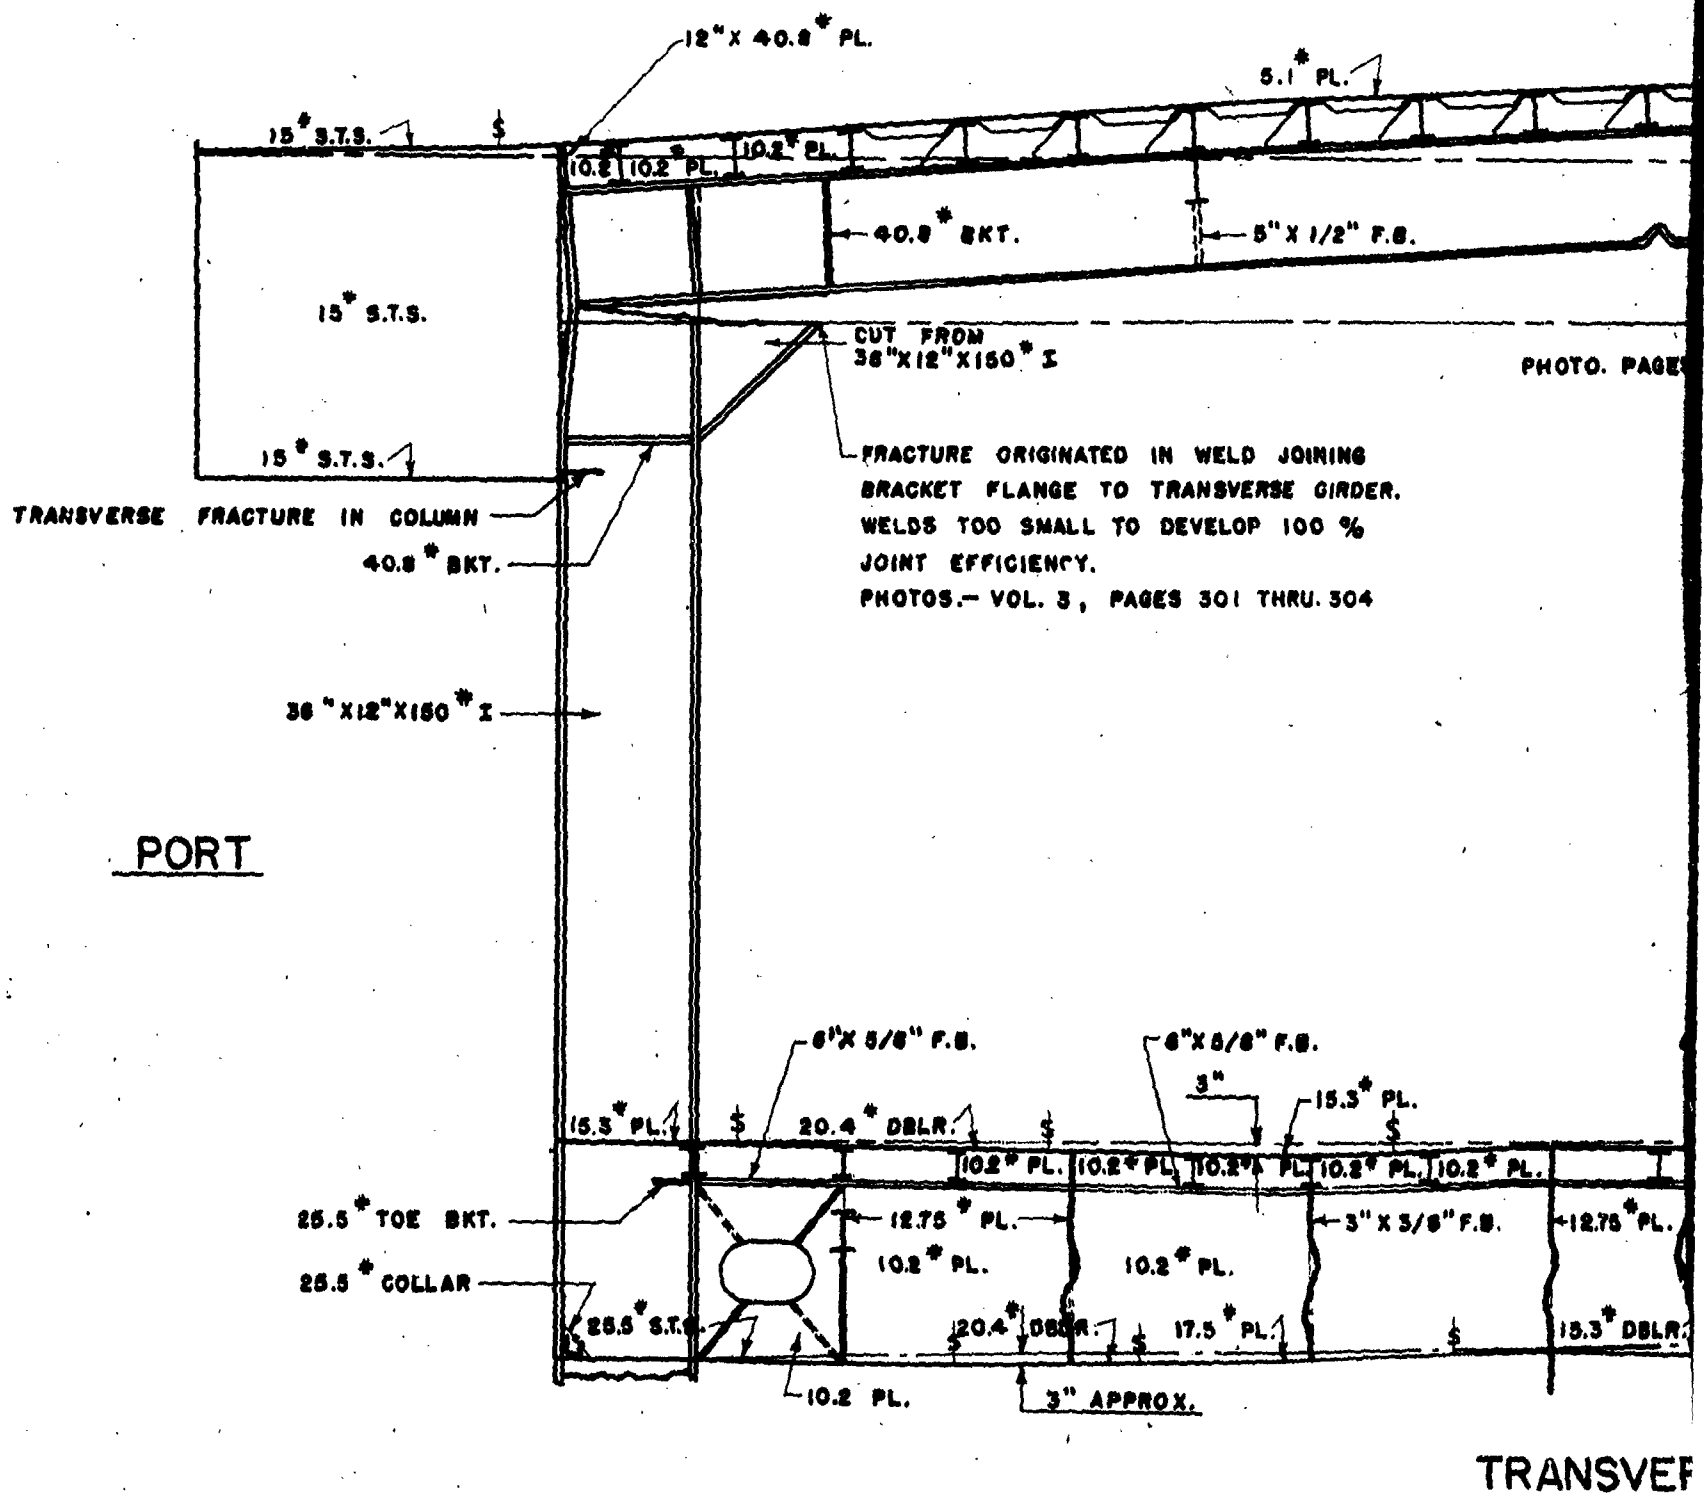 12" X 40.8# PL.
5.1# PL.
15# S.T.S.
S
10.2# PL.
10.2 10.2# PL.
40.8# BKT.
5" X 1/2" F.B.
15# S.T.S.
CUT FROM
36"X12"X150# I
PHOTO. PAGES
15# S.T.S.
FRACTURE ORIGINATED IN WELD JOINING
BRACKET FLANGE TO TRANSVERSE GIRDER.
WELDS TOO SMALL TO DEVELOP 100 %
JOINT EFFICIENCY.
PHOTOS.- VOL. 3, PAGES 301 THRU. 304
TRANSVERSE FRACTURE IN COLUMN
40.8# BKT.
36"X12"X150# I
PORT
6"X 5/8" F.B.
6"X5/8" F.B.
3"
15.3# PL.
15.3# PL.
S
20.4# DBLR.
S
S
10.2# PL. 10.2# PL 10.2# PL 10.2# PL. 10.2# PL.
25.5# TOE BKT.
12.75# PL.
3" X 3/8" F.B.
12.75# PL.
10.2# PL.
10.2# PL.
25.5# COLLAR
S
25.5# S.T.S.
20.4# DBLR.
17.5# PL.
15.3# DBLR.
S
S
S
10.2 PL.
3" APPROX.
TRANSVER